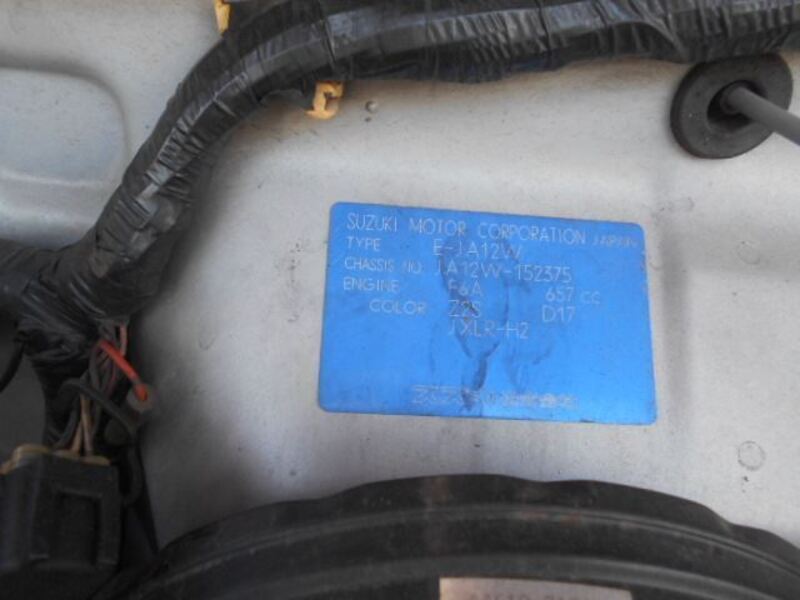 SUZUKI MOTOR CORPORATION JAPAN
TYPE E-JA12W
CHASSIS NO. JA12W-152375
ENGINE F6A 657 CC
COLOR Z2S D17
JXLR-H2